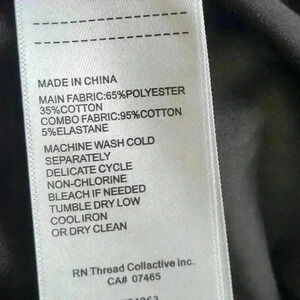 MADE IN CHINA
MAIN FABRIC:65%POLYESTER
35%COTTON
COMBO FABRIC:95%COTTON
5%ELASTANE
MACHINE WASH COLD
SEPARATELY
DELICATE CYCLE
NON-CHLORINE
BLEACH IF NEEDED
TUMBLE DRY LOW
COOL IRON
OR DRY CLEAN
RN Thread Collactive Inc.
CA# 07465